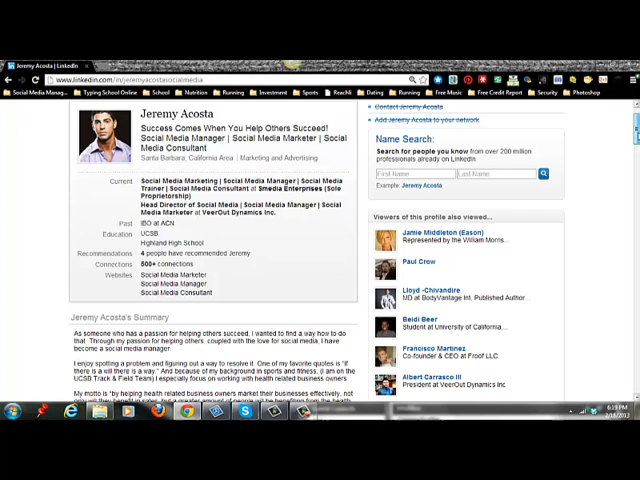 Jeremy Acosta | LinkedIn
www.linkedin.com/in/jeremyacostasocialmedia
Social Media Manag...
Typing School Online
School
Nutrition
Running
Investment
Sports
Reachli
Dating
Running
Free Music
Free Credit Report
Security
Photoshop
Jeremy Acosta
Success Comes When You Help Others Succeed!
Social Media Manager | Social Media Marketer | Social
Media Consultant
Santa Barbara, California Area | Marketing and Advertising
Current
Social Media Marketing | Social Media Manager | Social Media
Trainer | Social Media Consultant at Smedia Enterprises (Sole
Proprietorship)
Head Director of Social Media | Social Media Manager | Social
Media Marketer at VeerOut Dynamics Inc.
Past
IBO at ACN
Education
UCSB
Highland High School
Recommendations
4 people have recommended Jeremy
Connections
500+ connections
Websites
Social Media Marketer
Social Media Manager
Social Media Consultant
Jeremy Acosta's Summary
As someone who has a passion for helping others succeed, I wanted to find a way how to do
that. Through my passion for helping others, coupled with the love for social media, I have
become a social media marketer.
I enjoy spotting a problem and figuring out a way to resolve it. One of my favorite quotes is "if
there is a will there is a way." And because of my background in sports and fitness, (I am on the
UCSB Track & Field Team) I especially focus on working with health related business owners
My motto is "by helping health related business owners market their businesses effectively, not
Contact Jeremy Acosta
Add Jeremy Acosta to your network
Name Search:
Search for people you know from over 200 million
professionals already on LinkedIn
First Name
Last Name
Example: Jeremy Acosta
Viewers of this profile also viewed...
Jamie Middleton (Eason)
Represented by the William Morris...
Paul Crow
Lloyd -Chivandire
MD at BodyVantage Int. Published Author...
Beidi Beer
Student at University of California,...
Francisco Martinez
Co-founder & CEO at Froof LLC
Albert Carrasco III
President at VeerOut Dynamics Inc
6:19 PM